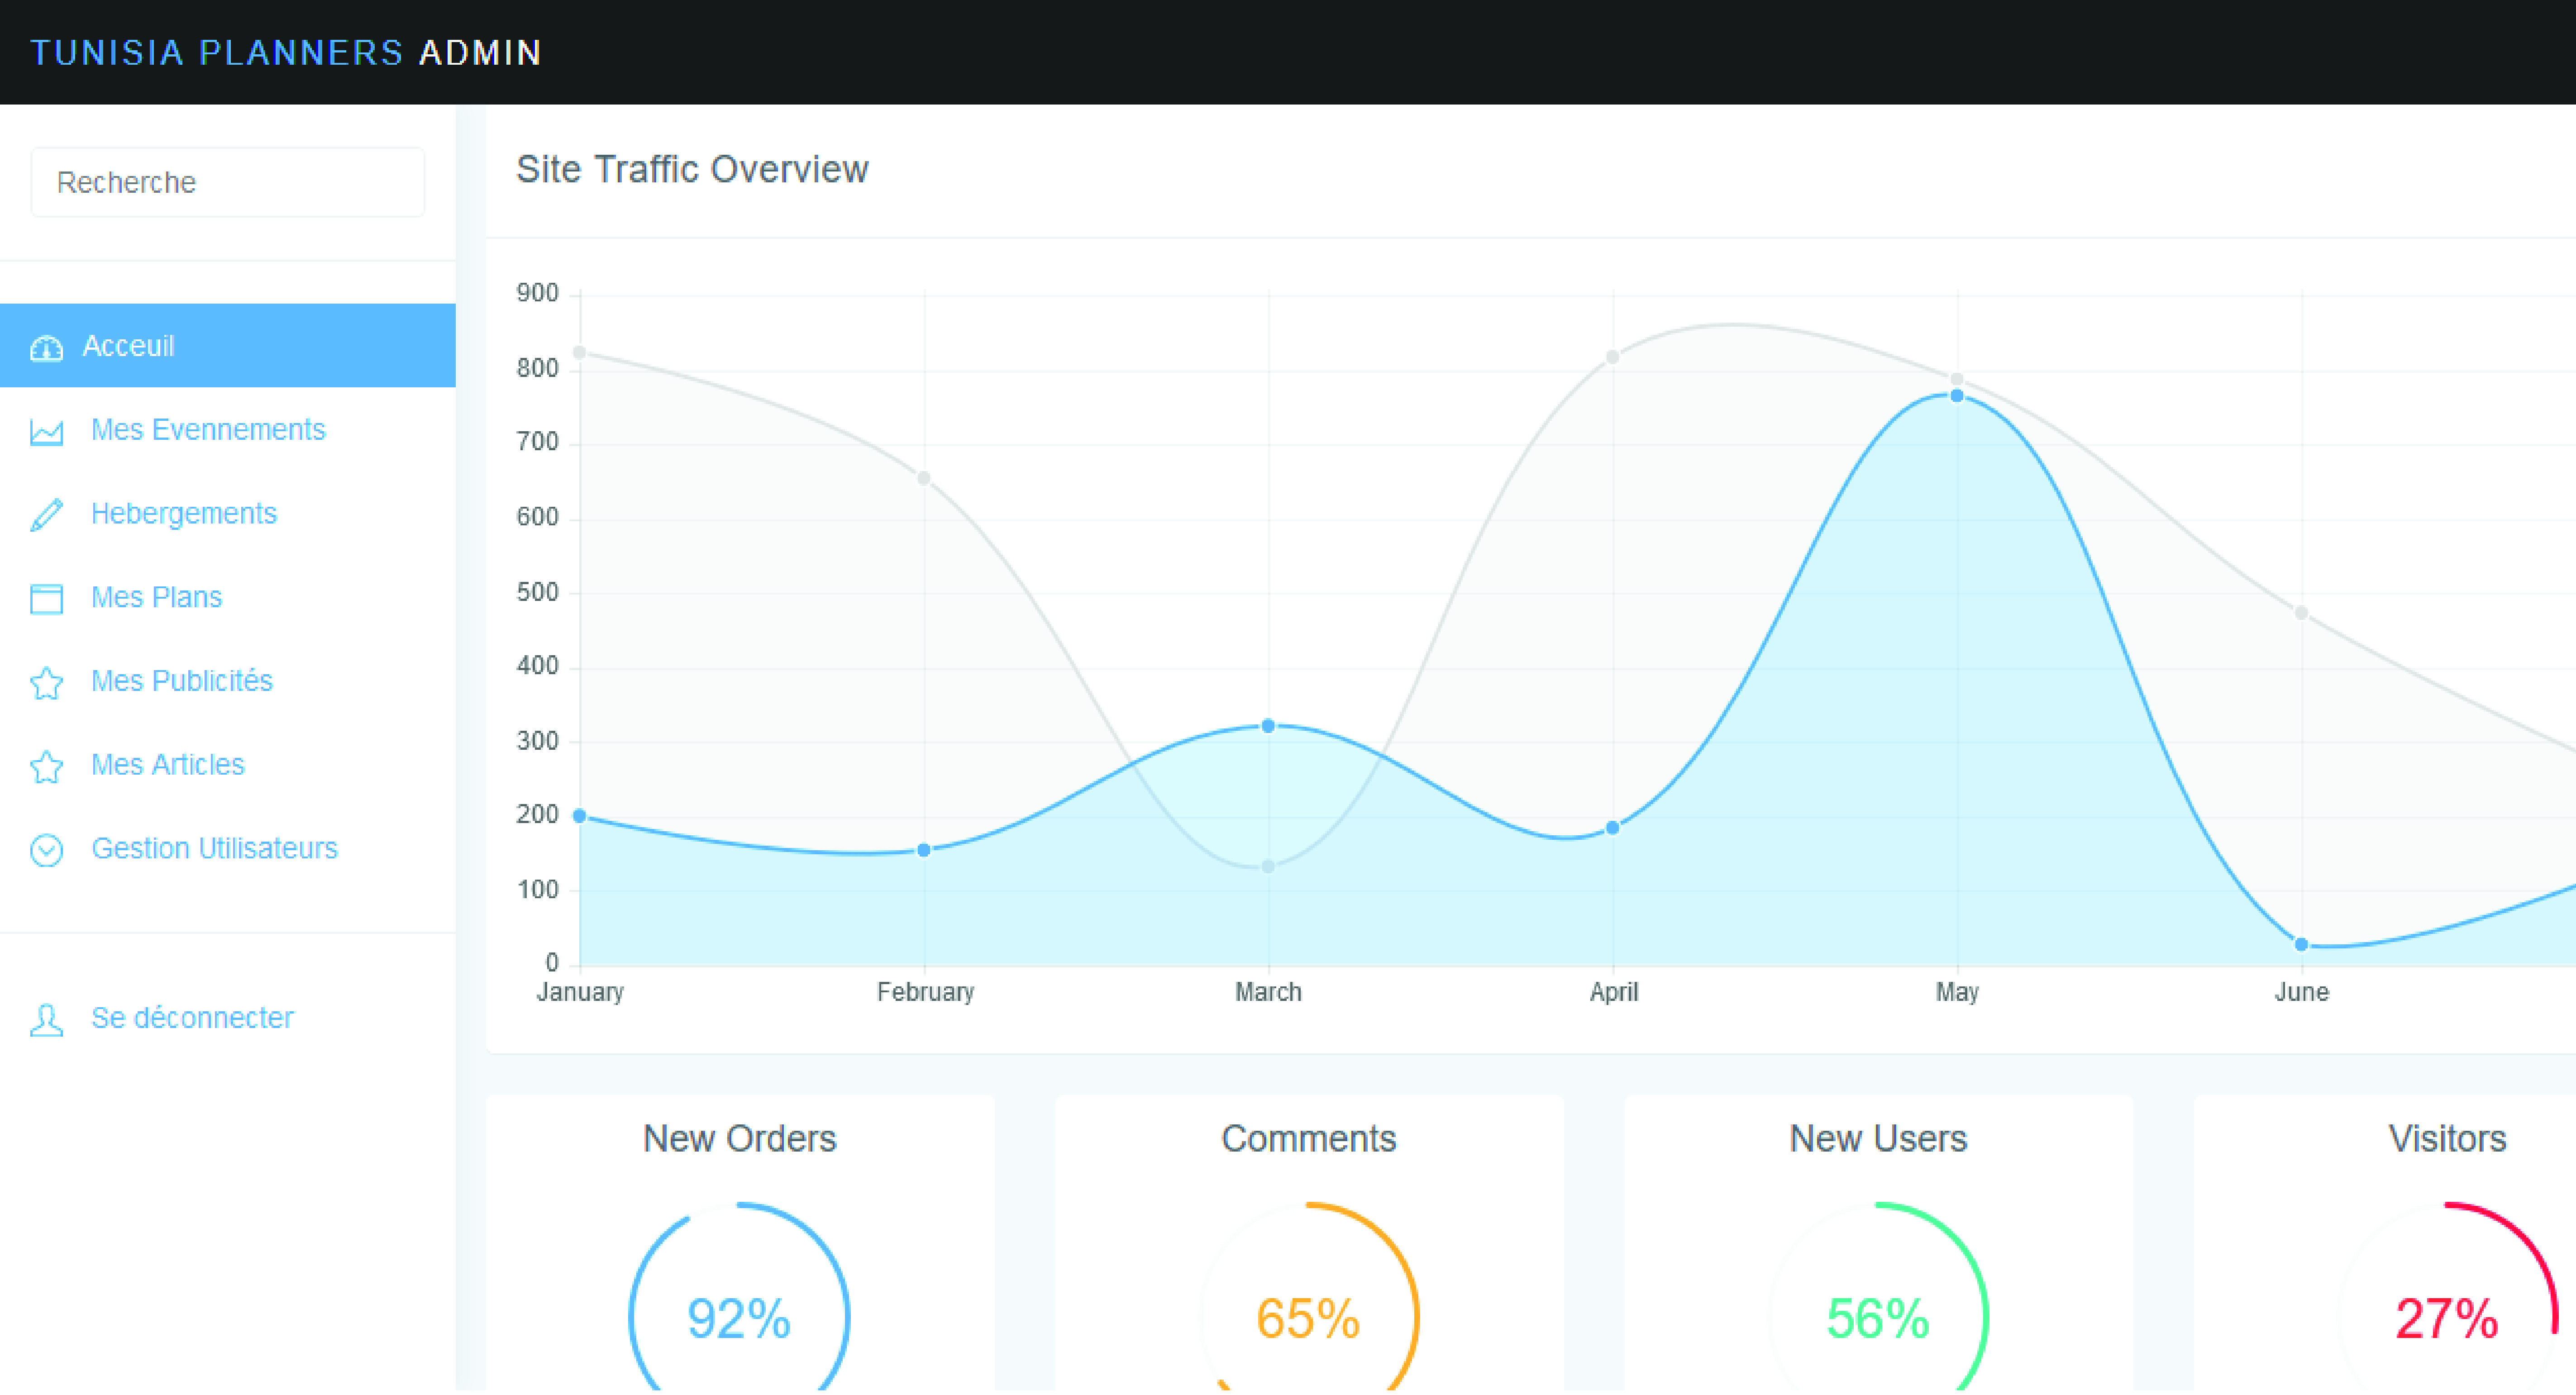 TUNISIA PLANNERS ADMIN
Recherche
Acceuil
Mes Evennements
Hebergements
Mes Plans
Mes Publicités
Mes Articles
Gestion Utilisateurs
Se déconnecter
Site Traffic Overview
900
800
700
600
500
400
300
200
100
0
January February March April May June
New Orders Comments New Users Visitors
92% 65% 56% 27%